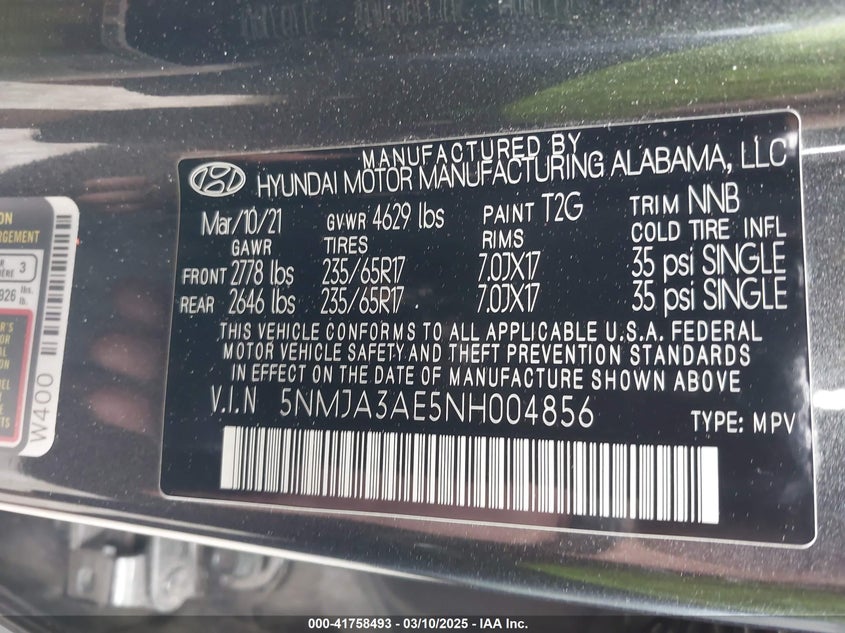 MANUFACTURED BY
HYUNDAI MOTOR MANUFACTURING ALABAMA, LLC
Mar/10/21 GVWR 4629 lbs PAINT T2G TRIM NNB
GAWR TIRES RIMS COLD TIRE INFL
FRONT 2778 lbs 235/65R17 7.0JX17 35 psi SINGLE
REAR 2646 lbs 235/65R17 7.0JX17 35 psi SINGLE
THIS VEHICLE CONFORMS TO ALL APPLICABLE U.S.A. FEDERAL
MOTOR VEHICLE SAFETY AND THEFT PREVENTION STANDARDS
IN EFFECT ON THE DATE OF MANUFACTURE SHOWN ABOVE
V.I.N 5NMJA3AE5NH004856 TYPE: MPV
3
lbs.
W400
000-41758493 - 03/10/2025 - IAA Inc.